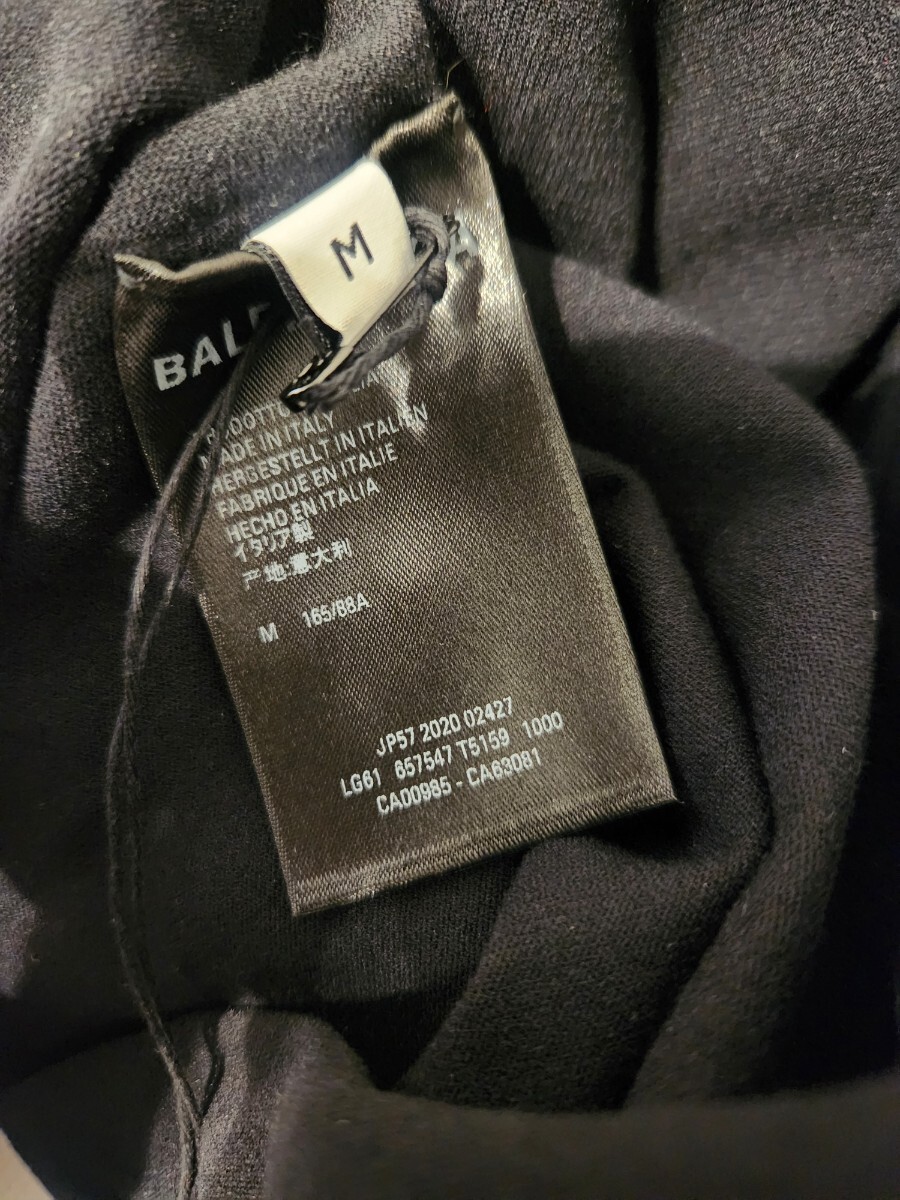 M
BALE A
MADE IN ITALY
HERGESTELLT IN ITALIEN
FABRIQUE EN ITALIE
HECHO EN ITALIA
イタリア製
产地:意大利
M 165/88A
JP57 2020 02427
LG61 657547 T5159 1000
CA00985 - CA63081